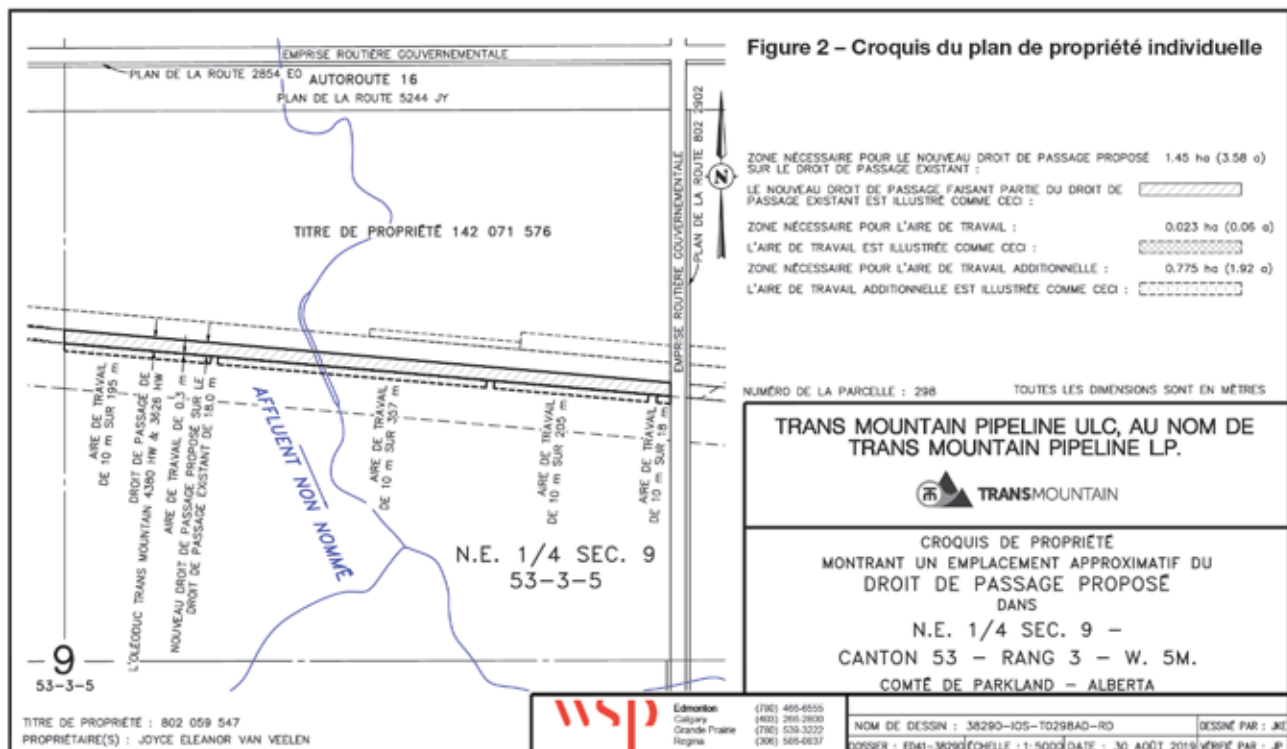 EMPRISE ROUTIÈRE GOUVERNEMENTALE
PLAN DE LA ROUTE 2854 EO
AUTOROUTE 16
PLAN DE LA ROUTE 5244 JY
TITRE DE PROPRIÉTÉ 142 071 576
EMPRISE ROUTIÈRE GOUVERNEMENTALE
PLAN DE LA ROUTE 802 2902
N
AIRE DE TRAVAIL
DE 10 m SUR 195 m
DROIT DE PASSAGE DE
L'OLÉODUC TRANS MOUNTAIN 4380 HW & 3626 HW
AIRE DE TRAVAIL DE 0.3 m
NOUVEAU DROIT DE PASSAGE PROPOSÉ SUR LE
DROIT DE PASSAGE EXISTANT DE 18.0 m
AFFLUENT NON NOMMÉ
AIRE DE TRAVAIL
DE 10 m SUR 357 m
AIRE DE TRAVAIL
DE 10 m SUR 205 m
AIRE DE TRAVAIL
DE 10 m SUR 18 m
N.E. 1/4 SEC. 9
53-3-5
9
53-3-5
TITRE DE PROPRIÉTÉ : 802 059 547
PROPRIÉTAIRE(S) : JOYCE ELEANOR VAN VEELEN
Figure 2 – Croquis du plan de propriété individuelle
ZONE NÉCESSAIRE POUR LE NOUVEAU DROIT DE PASSAGE PROPOSÉ 1.45 ha (3.58 a)
SUR LE DROIT DE PASSAGE EXISTANT :
LE NOUVEAU DROIT DE PASSAGE FAISANT PARTIE DU DROIT DE
PASSAGE EXISTANT EST ILLUSTRÉ COMME CECI :
ZONE NÉCESSAIRE POUR L'AIRE DE TRAVAIL : 0.023 ha (0.06 a)
L'AIRE DE TRAVAIL EST ILLUSTRÉE COMME CECI :
ZONE NÉCESSAIRE POUR L'AIRE DE TRAVAIL ADDITIONNELLE : 0.775 ha (1.92 a)
L'AIRE DE TRAVAIL ADDITIONNELLE EST ILLUSTRÉE COMME CECI :
NUMÉRO DE LA PARCELLE : 298 TOUTES LES DIMENSIONS SONT EN MÈTRES
TRANS MOUNTAIN PIPELINE ULC, AU NOM DE
TRANS MOUNTAIN PIPELINE LP.
TRANSMOUNTAIN
CROQUIS DE PROPRIÉTÉ
MONTRANT UN EMPLACEMENT APPROXIMATIF DU
DROIT DE PASSAGE PROPOSÉ
DANS
N.E. 1/4 SEC. 9 –
CANTON 53 – RANG 3 – W. 5M.
COMTÉ DE PARKLAND – ALBERTA
wsp
Edmonton (780) 466-6555
Calgary
Grande Prairie (780) 539-3222
Regina
NOM DE DESSIN : 38290-IOS-T0298AO-R0 DESSINÉ PAR :
DOSSIER : ED41-38290 ÉCHELLE : 1:5000 DATE : 30 AOÛT 2019 VÉRIFIÉ PAR :